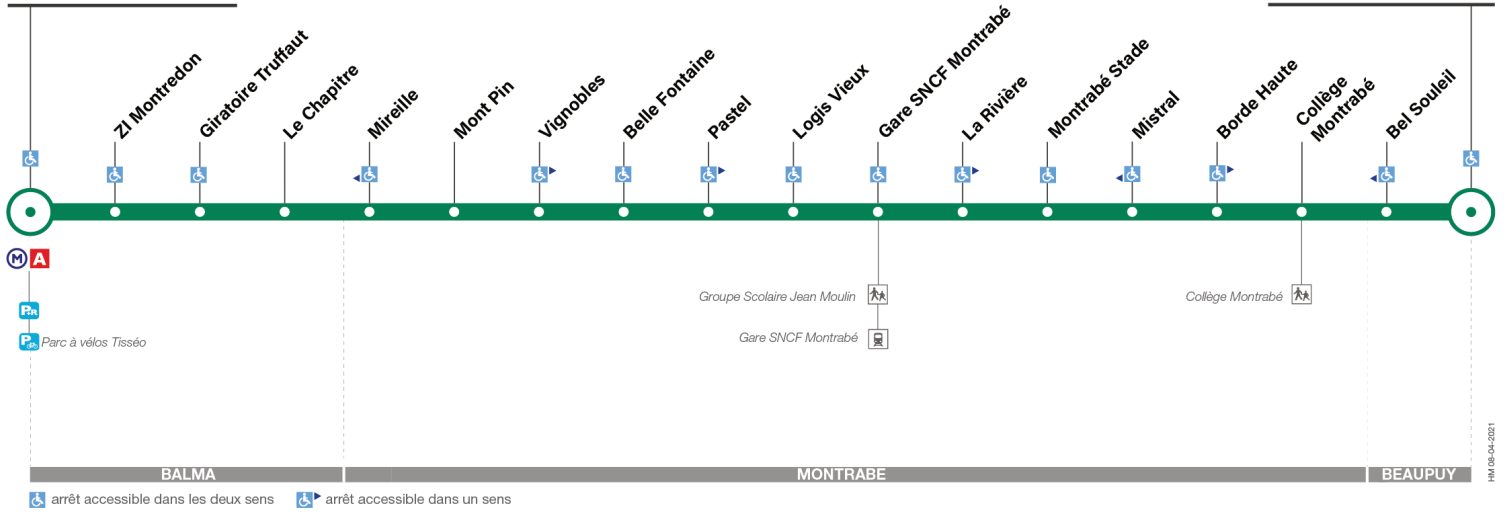 ZI Montredon
Giratoire Truffaut
Le Chapitre
Mireille
Mont Pin
Vignobles
Belle Fontaine
Pastel
Logis Vieux
Gare SNCF Montrabé
La Rivière
Montrabé Stade
Mistral
Borde Haute
Collège
Montrabé
Bel Souleil
M A
P+R
P
Parc à vélos Tisséo
Groupe Scolaire Jean Moulin
Gare SNCF Montrabé
Collège Montrabé
BALMA
MONTRABE
BEAUPUY
arrêt accessible dans les deux sens
arrêt accessible dans un sens
HM 08-04-2021